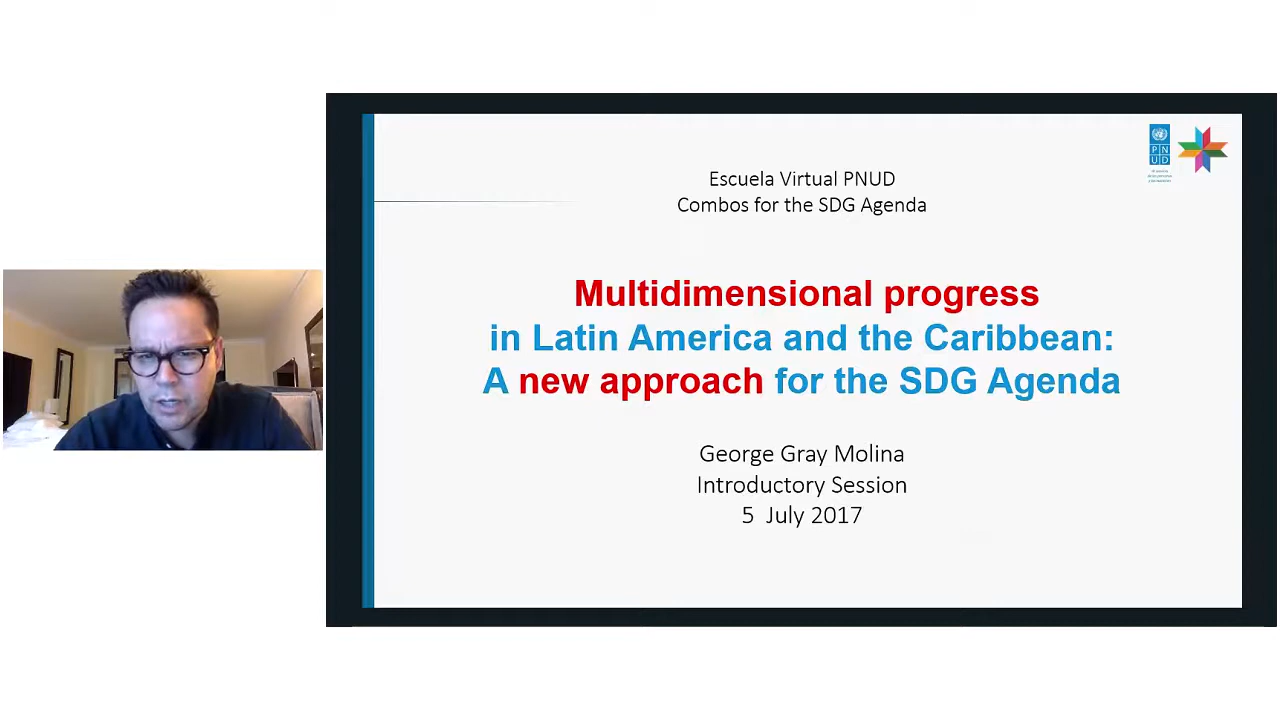 Escuela Virtual PNUD
Combos for the SDG Agenda
Multidimensional progress
in Latin America and the Caribbean:
A new approach for the SDG Agenda
George Gray Molina
Introductory Session
5 July 2017
P N
U D